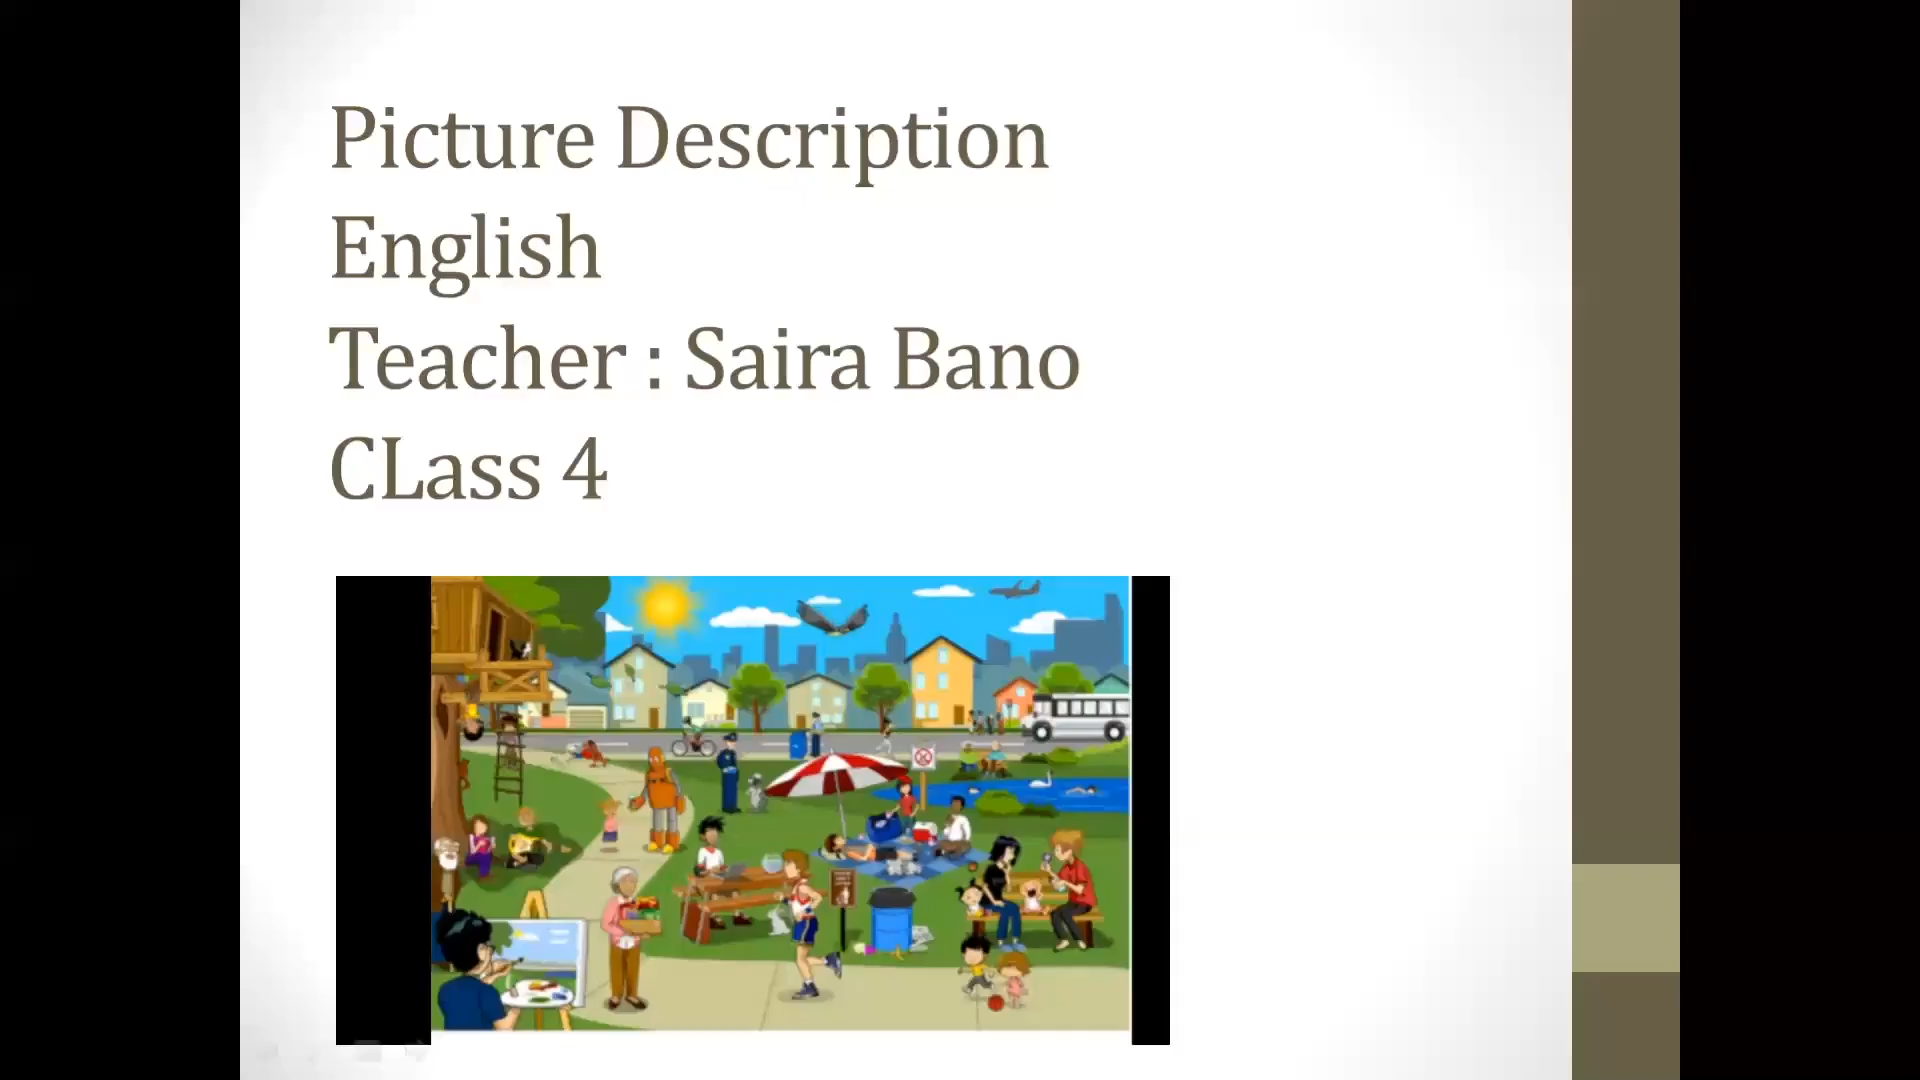 Picture Description
English
Teacher : Saira Bano
CLass 4